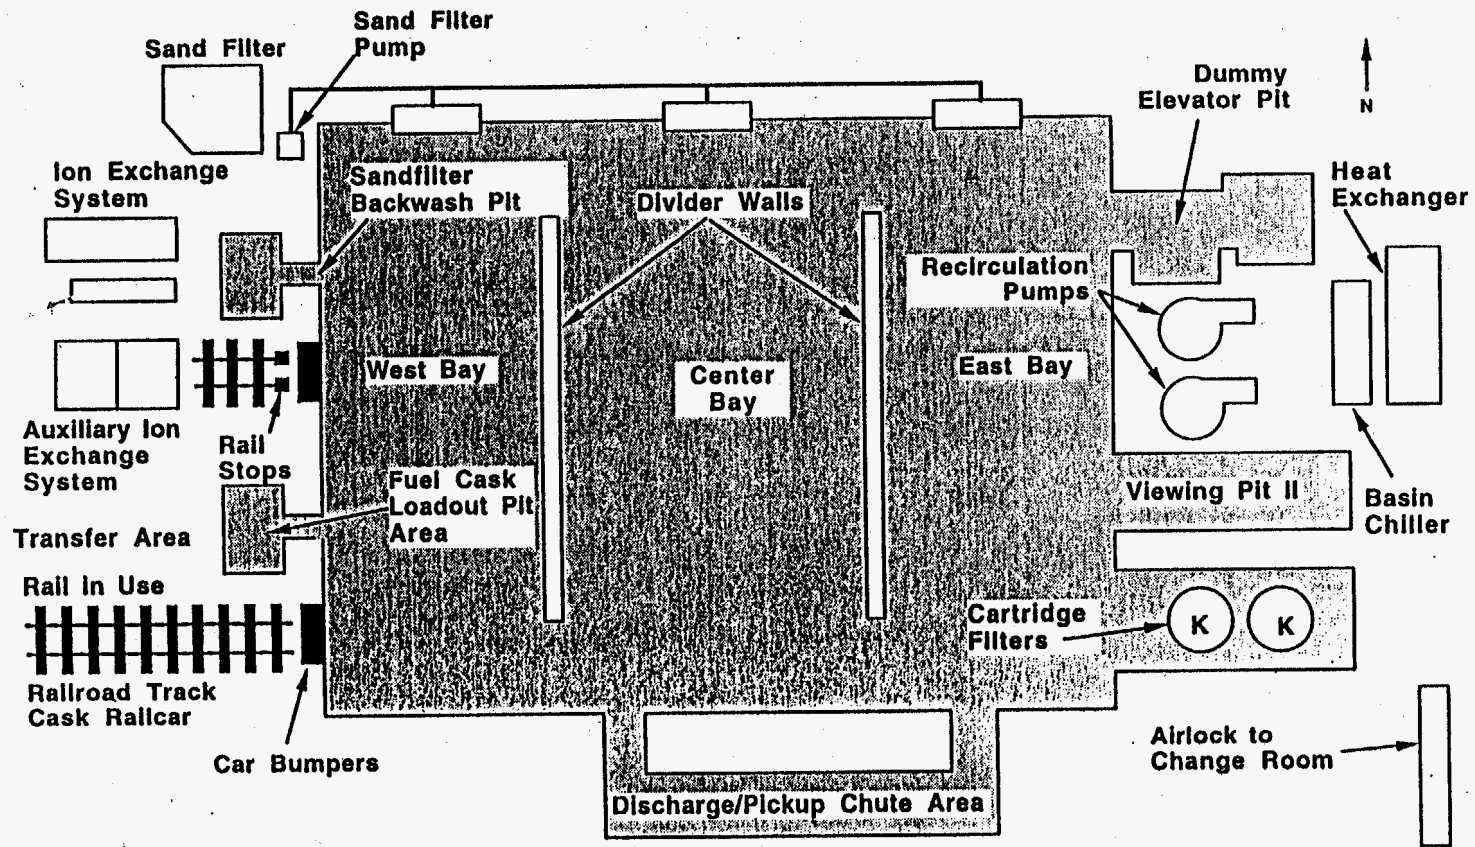 Sand Filter
Pump
Sand Filter
Dummy
Elevator Pit
N
Ion Exchange
System
Sandfilter
Backwash Pit
Divider Walls
Heat
Exchanger
Recirculation
Pumps
West Bay
Center
Bay
East Bay
Auxiliary Ion
Exchange
System
Rail
Stops
Fuel Cask
Loadout Pit
Area
Viewing Pit II
Basin
Chiller
Transfer Area
Rail in Use
Cartridge
Filters
K
K
Railroad Track
Cask Railcar
Car Bumpers
Airlock to
Change Room
Discharge/Pickup Chute Area